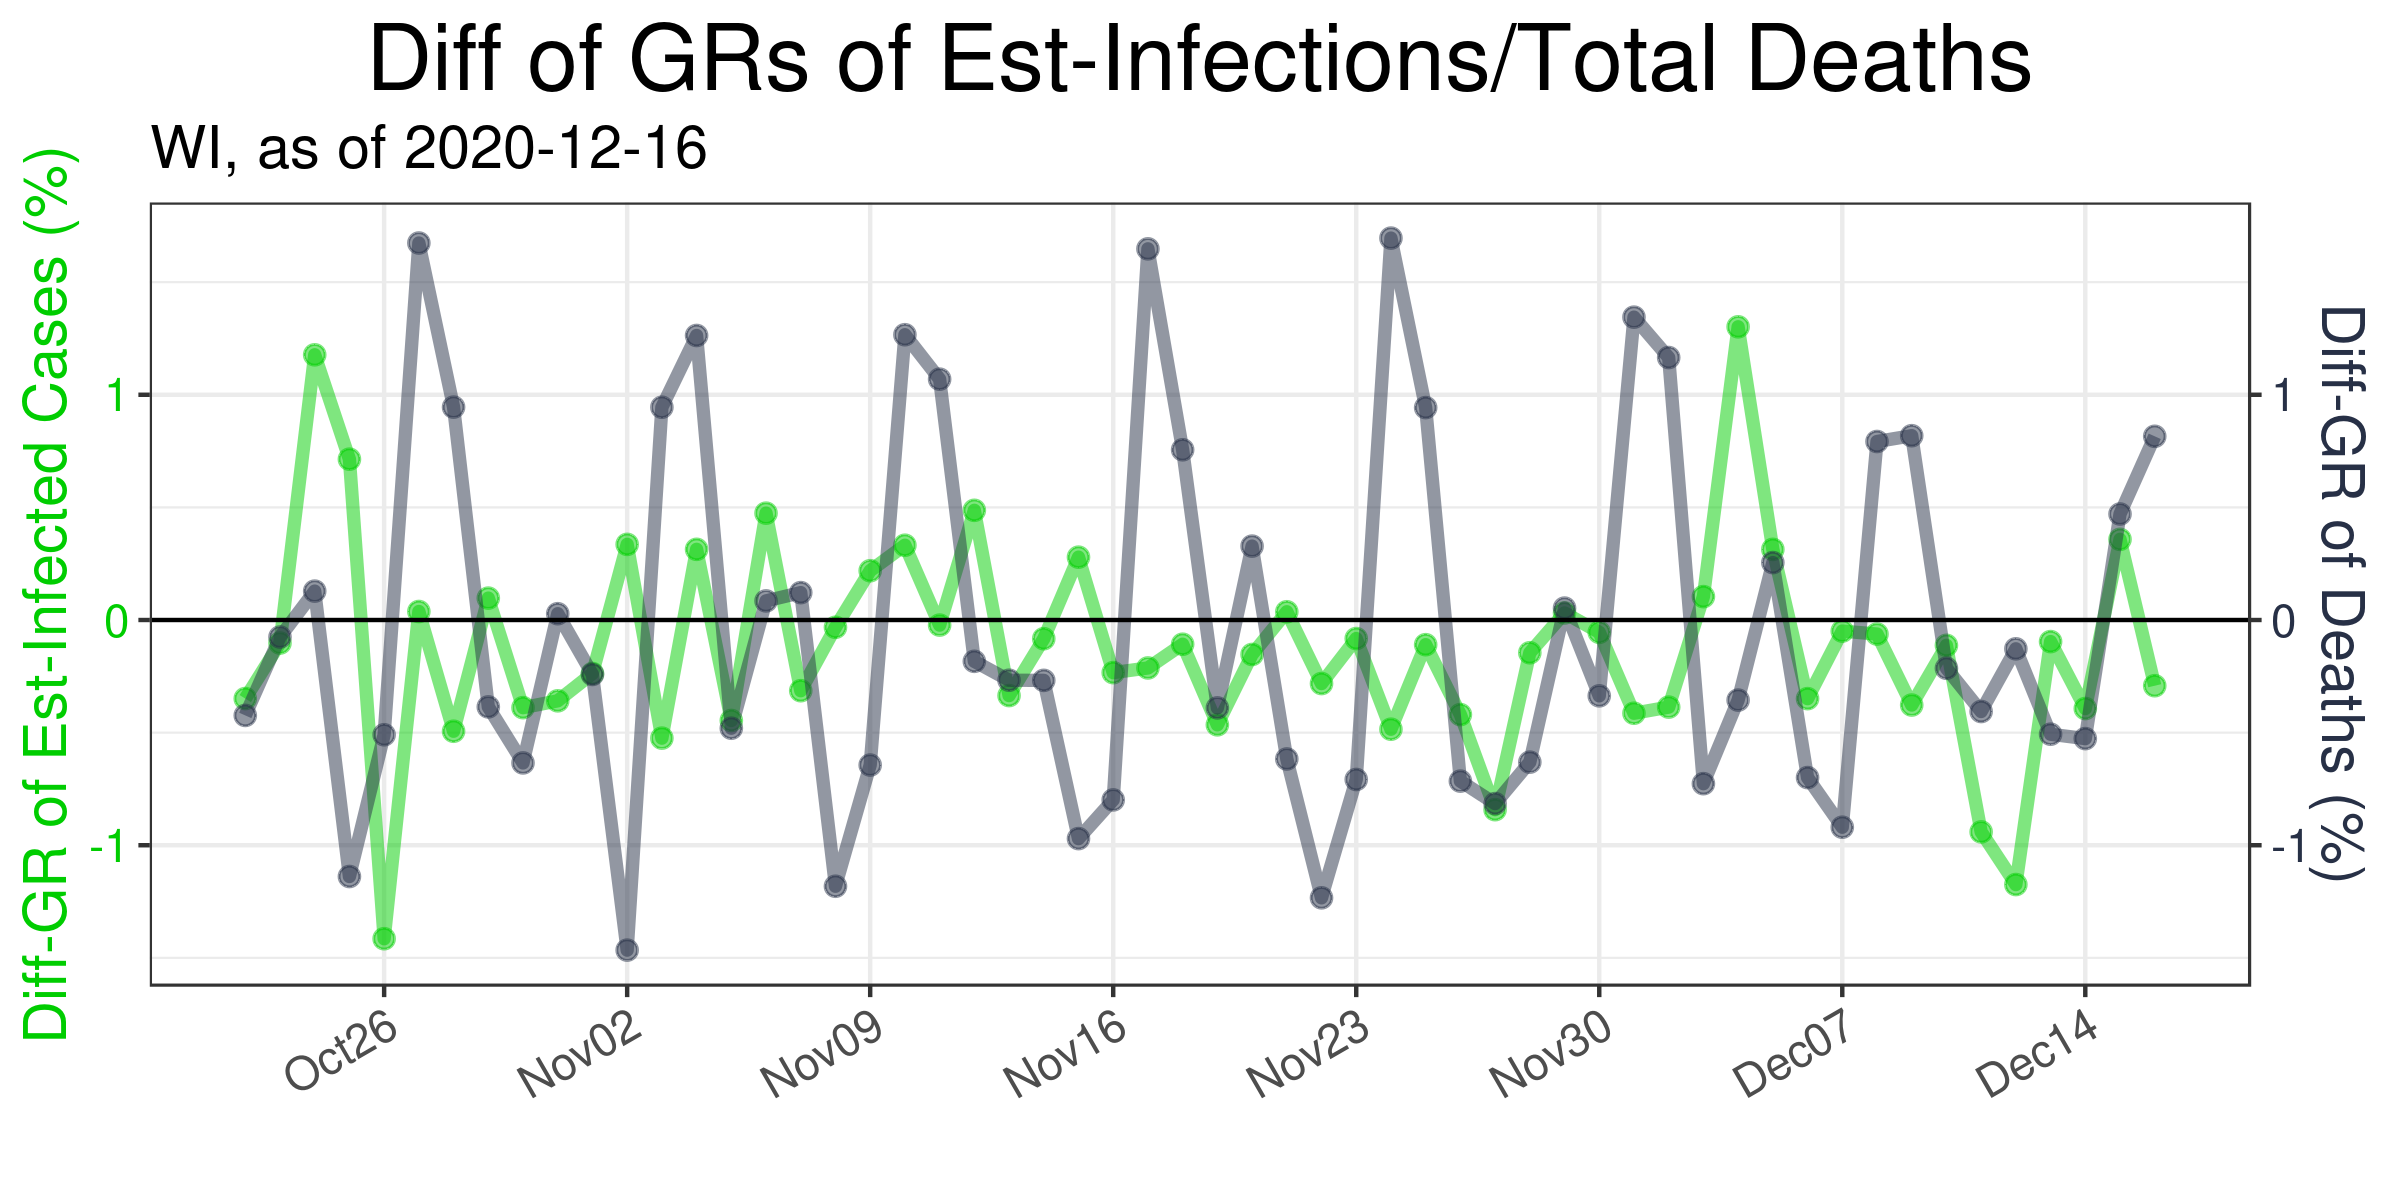 Diff of GRs of Est-Infections/Total Deaths
WI, as of 2020-12-16
Diff-GR of Est-Infected Cases (%)
1
0
-1
1
0
-1
Diff-GR of Deaths (%)
Oct26
Nov02
Nov09
Nov16
Nov23
Nov30
Dec07
Dec14